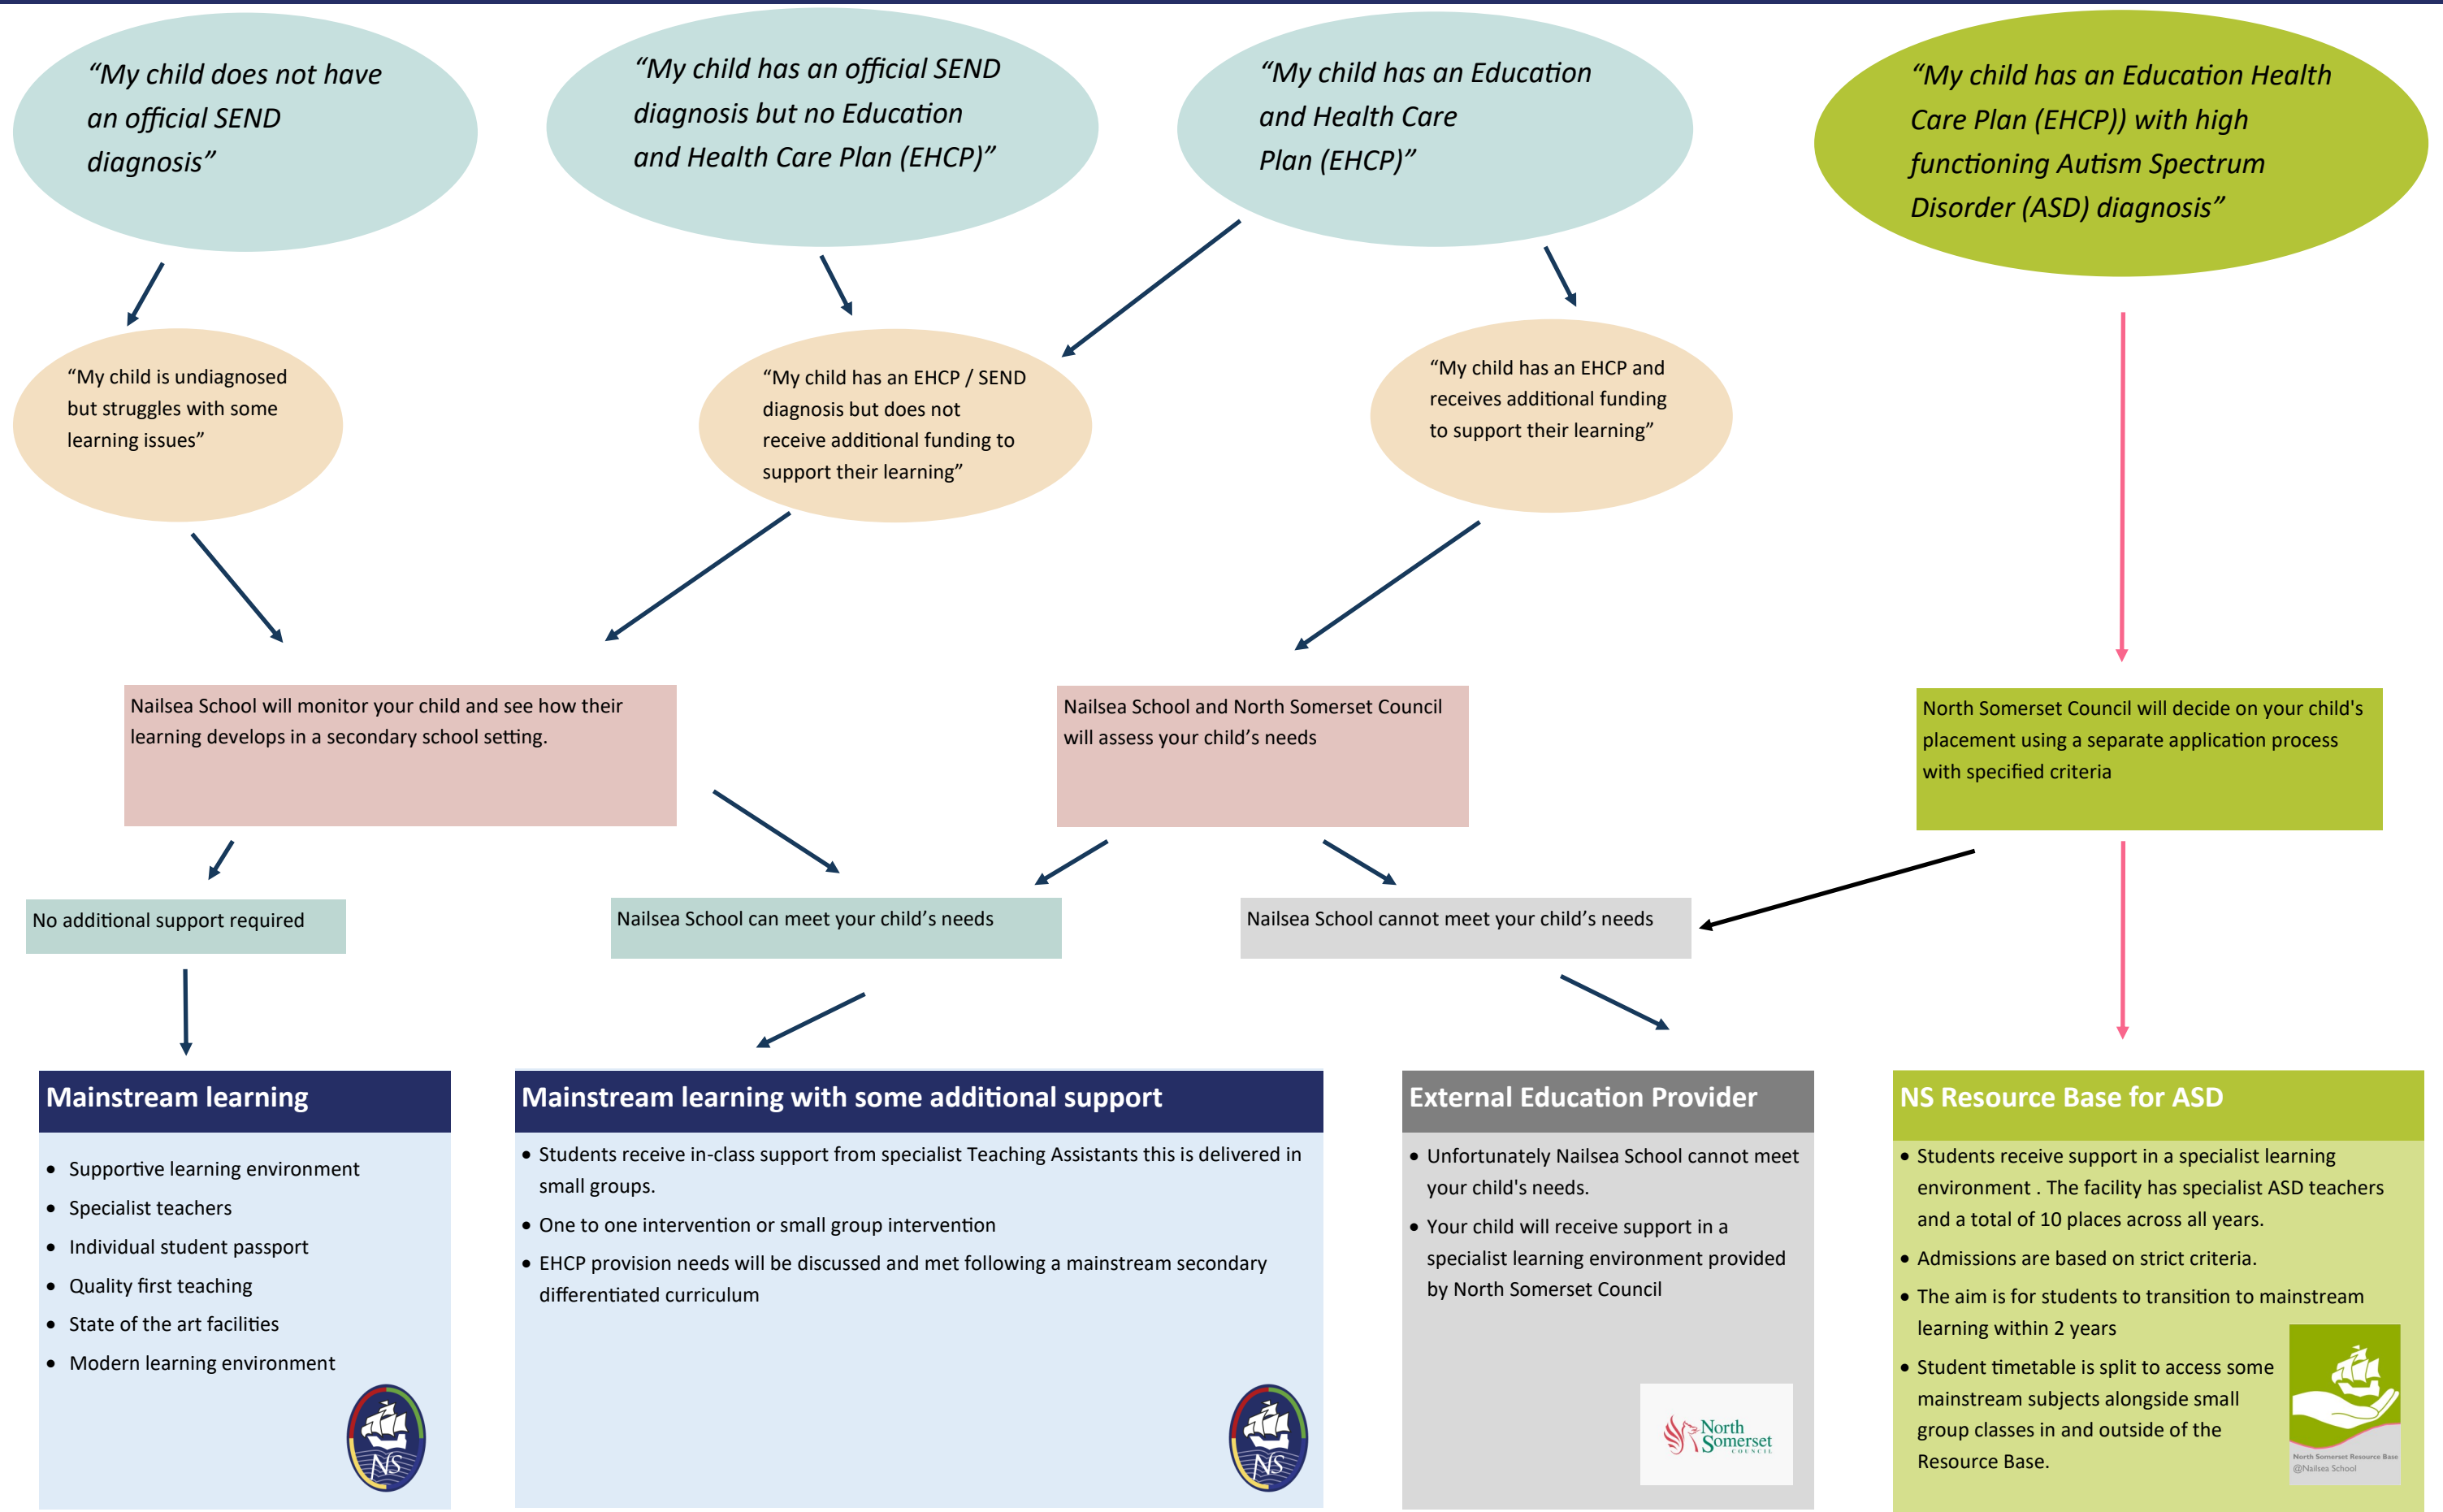 “My child does not have
an official SEND
diagnosis”
“My child has an official SEND
diagnosis but no Education
and Health Care Plan (EHCP)”
“My child has an Education
and Health Care
Plan (EHCP)”
“My child has an Education Health
Care Plan (EHCP)) with high
functioning Autism Spectrum
Disorder (ASD) diagnosis”
“My child is undiagnosed
but struggles with some
learning issues”
“My child has an EHCP / SEND
diagnosis but does not
receive additional funding to
support their learning”
“My child has an EHCP and
receives additional funding
to support their learning”
Nailsea School will monitor your child and see how their
learning develops in a secondary school setting.
Nailsea School and North Somerset Council
will assess your child’s needs
North Somerset Council will decide on your child's
placement using a separate application process
with specified criteria
No additional support required
Nailsea School can meet your child’s needs
Nailsea School cannot meet your child’s needs
Mainstream learning
• Supportive learning environment
• Specialist teachers
• Individual student passport
• Quality first teaching
• State of the art facilities
• Modern learning environment
NS
Mainstream learning with some additional support
• Students receive in-class support from specialist Teaching Assistants this is delivered in
small groups.
• One to one intervention or small group intervention
• EHCP provision needs will be discussed and met following a mainstream secondary
differentiated curriculum
NS
External Education Provider
• Unfortunately Nailsea School cannot meet
your child's needs.
• Your child will receive support in a
specialist learning environment provided
by North Somerset Council
North
Somerset
COUNCIL
NS Resource Base for ASD
• Students receive support in a specialist learning
environment . The facility has specialist ASD teachers
and a total of 10 places across all years.
• Admissions are based on strict criteria.
• The aim is for students to transition to mainstream
learning within 2 years
• Student timetable is split to access some
mainstream subjects alongside small
group classes in and outside of the
Resource Base.
North Somerset Resource Base
@Nailsea School